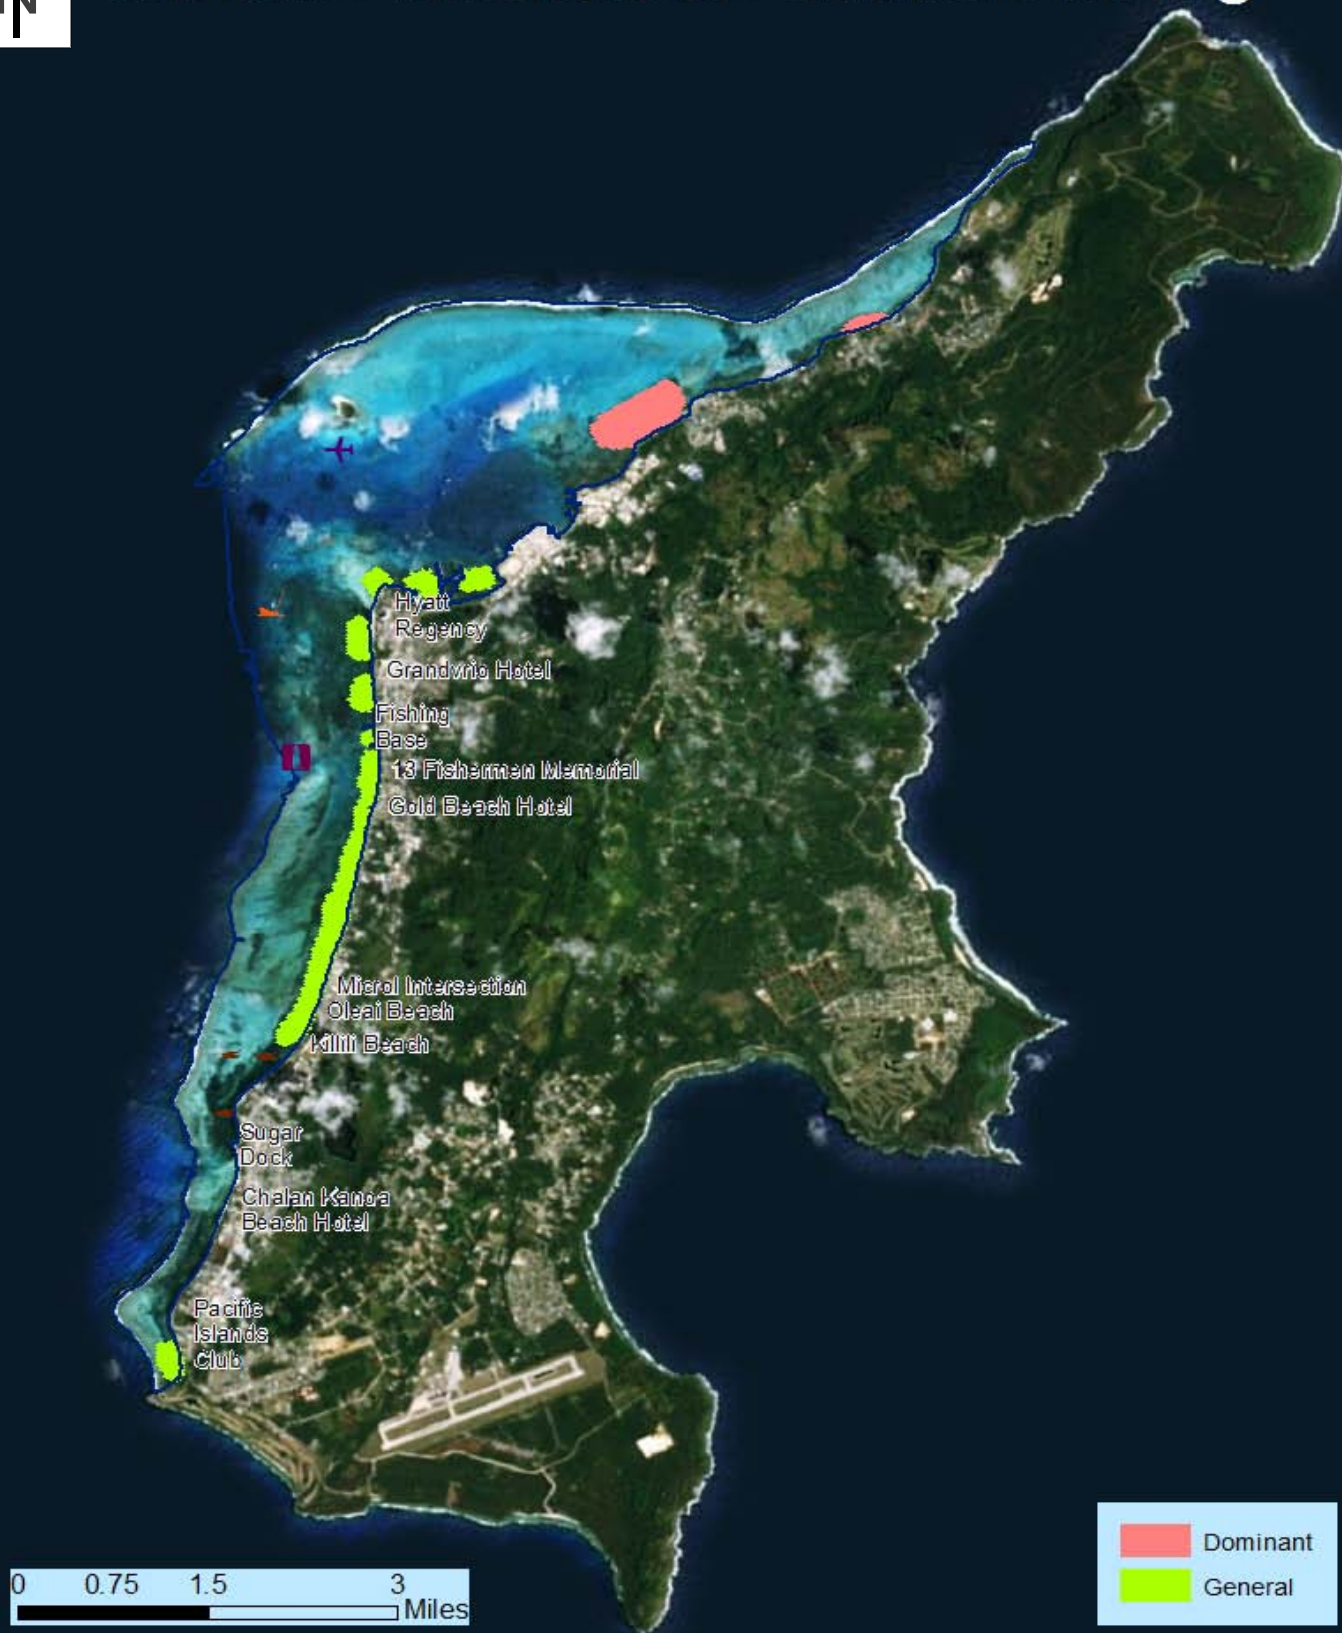 N
Hyatt
Regency
Grandvrio Hotel
Fishing
Base
13 Fishermen Memorial
Gold Beach Hotel
Microl Intersection
Oleai Beach
Kilili Beach
Sugar
Dock
Chalan Kanoa
Beach Hotel
Pacific
Islands
Club
0 0.75 1.5 3
Miles
Dominant
General